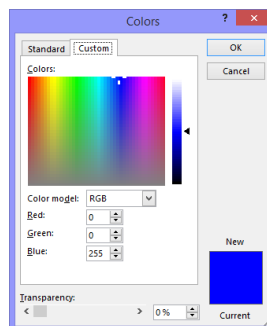 Colors ? ×
Standard Custom OK
Colors: Cancel
Color model: RGB
Red: 0
Green: 0
Blue: 255
New
Transparency:
< > 0 % Current